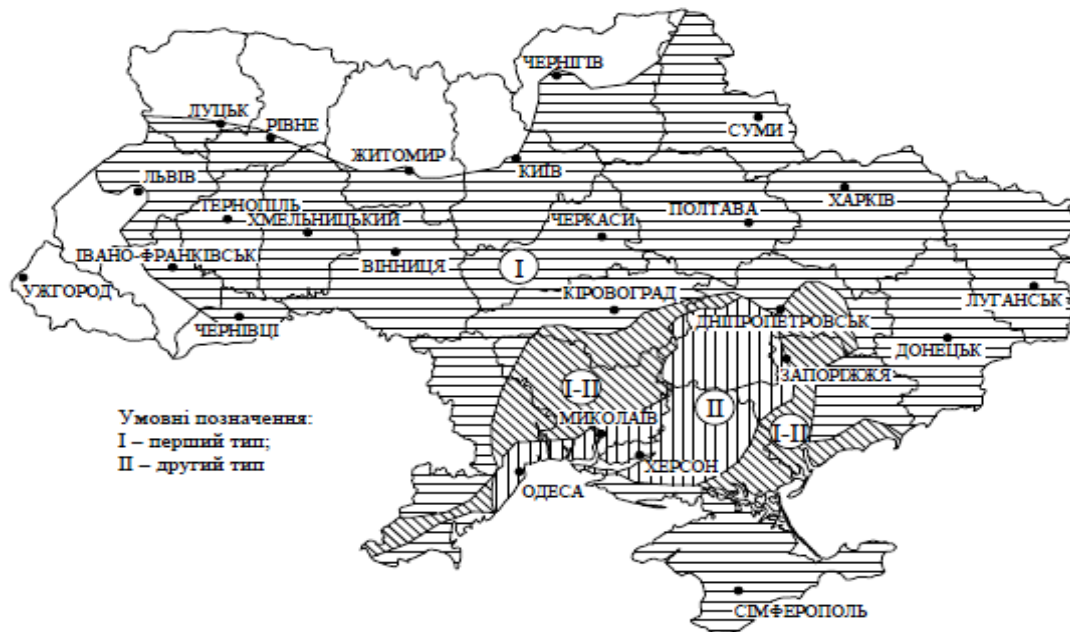 ЧЕРНІГІВ
ЛУЦЬК
РІВНЕ
СУМИ
ЖИТОМИР
КИЇВ
ЛЬВІВ
ХАРКІВ
ТЕРНОПІЛЬ
ХМЕЛЬНИЦЬКИЙ
ЧЕРКАСИ
ПОЛТАВА
ІВАНО-ФРАНКІВСЬК
ВІННИЦЯ
I
УЖГОРОД
КІРОВОГРАД
ЛУГАНСЬК
ЧЕРНІВЦІ
ДНІПРОПЕТРОВСЬК
ДОНЕЦЬК
ЗАПОРІЖЖЯ
I-II
II
Умовні позначення:
I – перший тип;
II – другий тип
МИКОЛАЇВ
I-II
ХЕРСОН
ОДЕСА
СІМФЕРОПОЛЬ